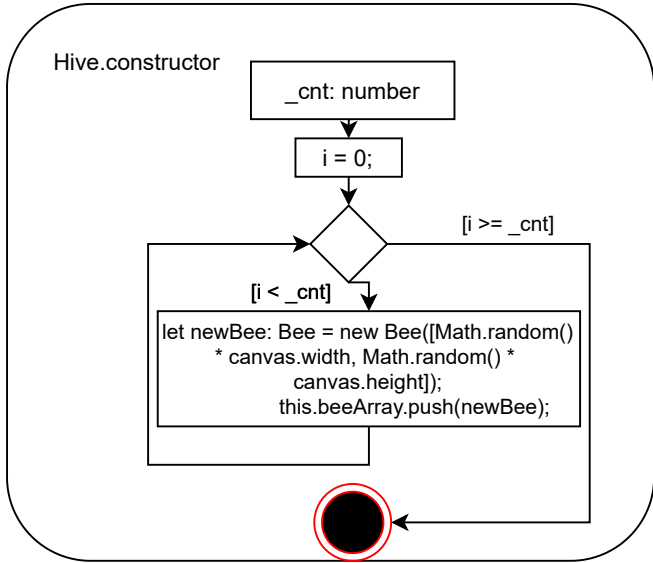 Hive.constructor
_cnt: number
i = 0;
[i >= _cnt]
[i < _cnt]
let newBee: Bee = new Bee([Math.random()
* canvas.width, Math.random() *
canvas.height]);
this.beeArray.push(newBee);